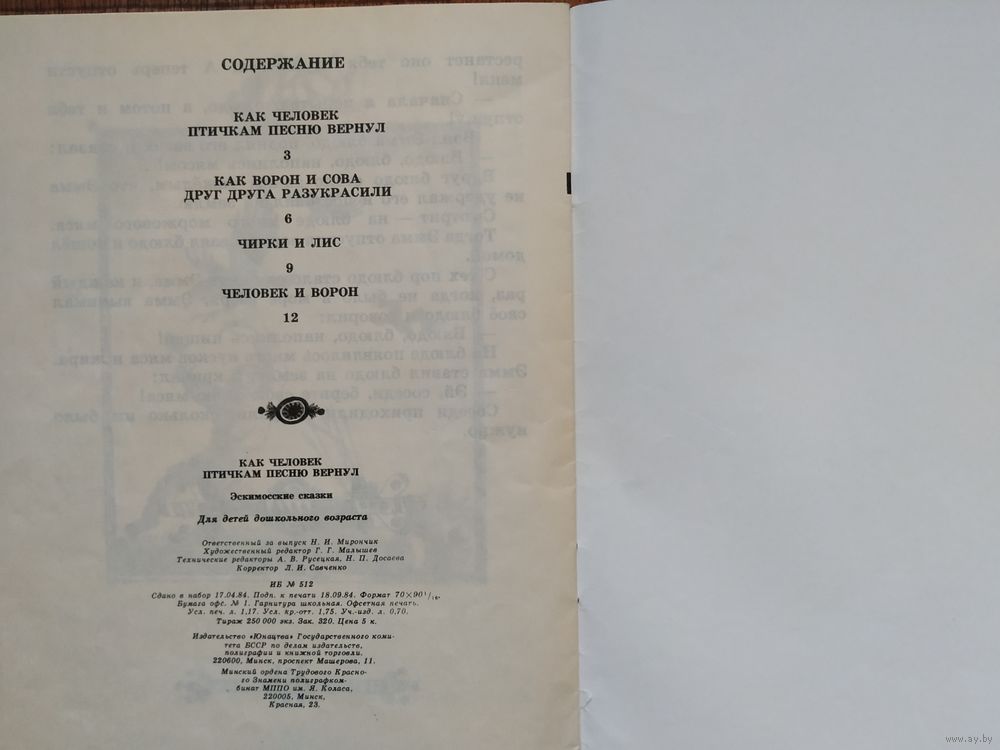 СОДЕРЖАНИЕ
КАК ЧЕЛОВЕК
ПТИЧКАМ ПЕСНЮ ВЕРНУЛ
3
КАК ВОРОН И СОВА
ДРУГ ДРУГА РАЗУКРАСИЛИ
6
ЧИРКИ И ЛИС
9
ЧЕЛОВЕК И ВОРОН
12
КАК ЧЕЛОВЕК
ПТИЧКАМ ПЕСНЮ ВЕРНУЛ
Эскимосские сказки
Для детей дошкольного возраста
Ответственный за выпуск Н. И. Мирончик
Художественный редактор Г. Г. Малышев
Технические редакторы А. В. Русецкая, Н. П. Досаева
Корректор Л. И. Савченко
ИБ № 512
Сдано в набор 17.04.84. Подп. к печати 18.09.84. Формат 70×90¹/₁₆.
Бумага офс. № 1. Гарнитура школьная. Офсетная печать.
Усл. печ. л. 1,17. Усл. кр.-отт. 1,75. Уч.-изд. л. 0,70.
Тираж 250 000 экз. Зак. 320. Цена 5 к.
Издательство «Юнацтва» Государственного коми-
тета БССР по делам издательств,
полиграфии и книжной торговли.
220600, Минск, проспект Машерова, 11.
Минский ордена Трудового Красно-
го Знамени полиграфком-
бинат МППО им. Я. Коласа,
220005, Минск,
Красная, 23.
www.ay.by